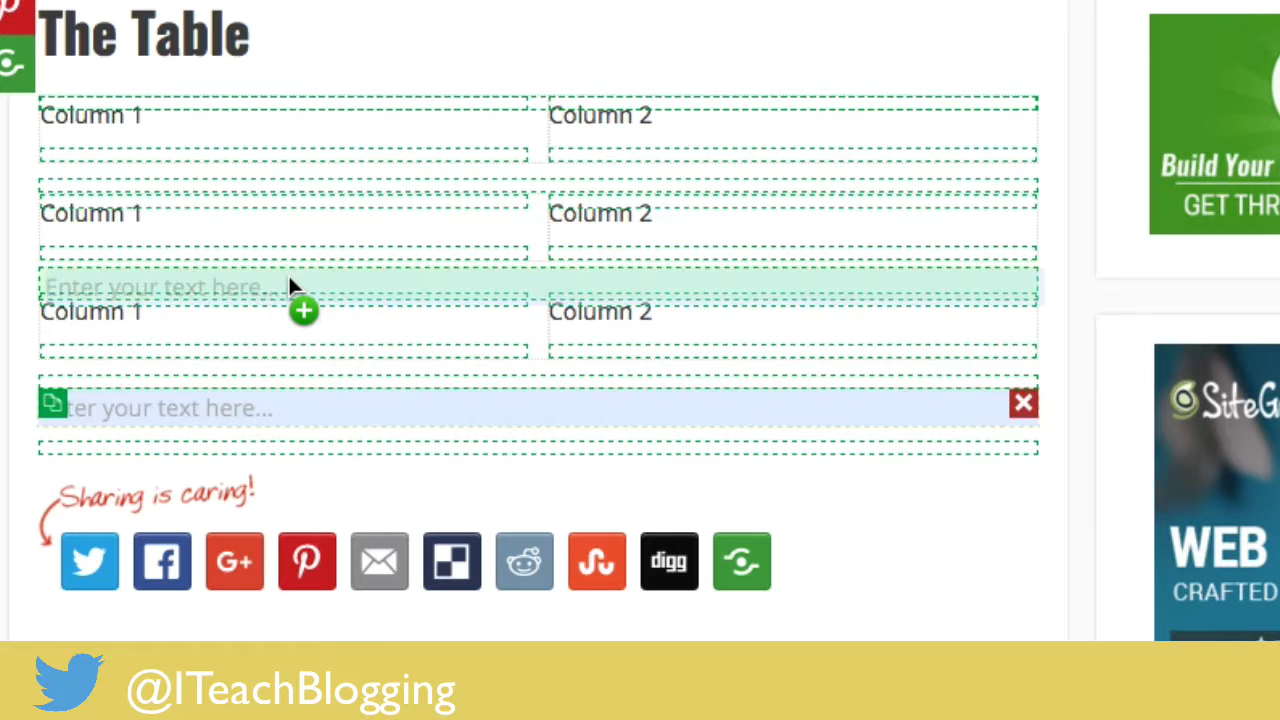 The Table
Column 1 Column 2
Column 1 Column 2
Enter your text here...
Column 1 Column 2
ter your text here...
Sharing is caring!
G+
digg
Build Your
GET THR
SiteG
WEB
CRAFTED
@ITeachBlogging